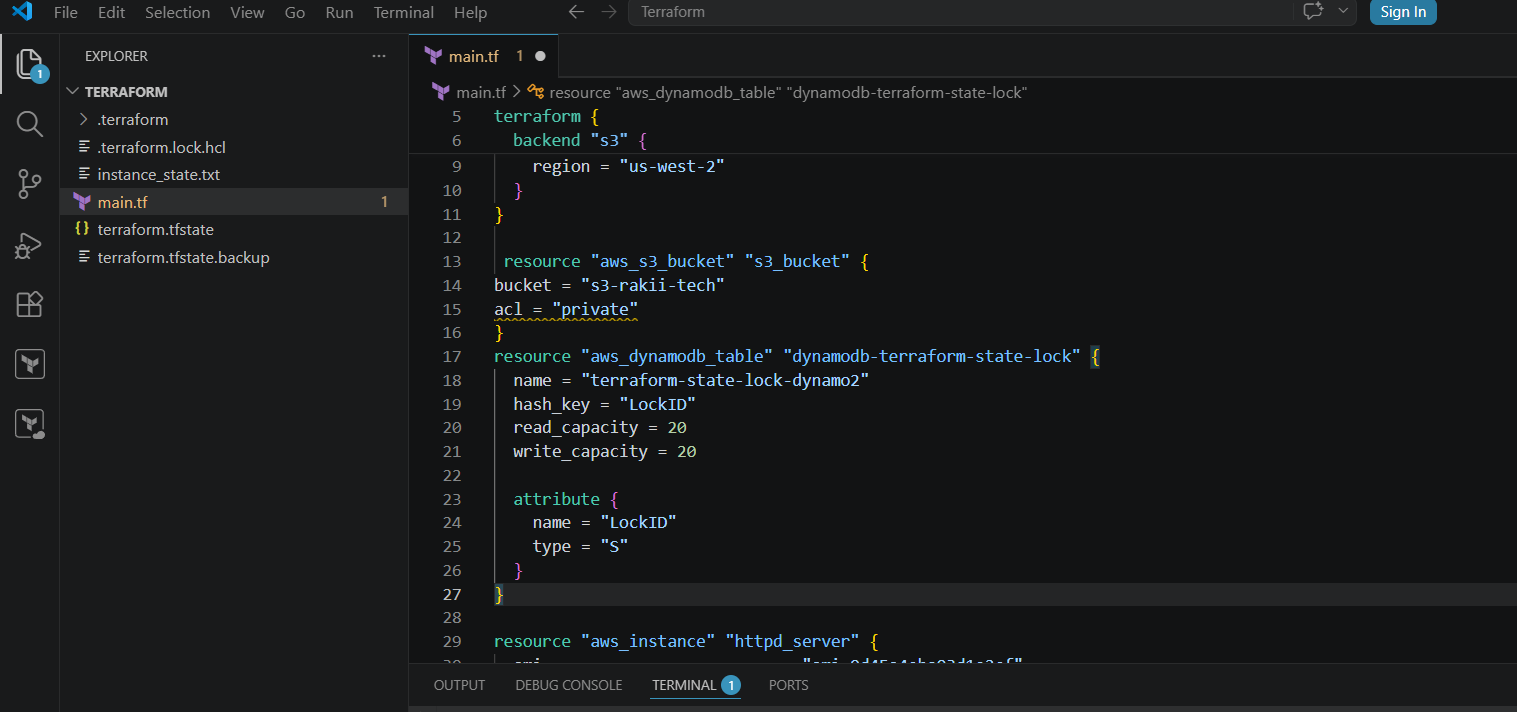 File Edit Selection View Go Run Terminal Help
Terraform
Sign In
1
EXPLORER
TERRAFORM
.terraform
.terraform.lock.hcl
instance_state.txt
main.tf 1
terraform.tfstate
terraform.tfstate.backup
main.tf 1
main.tf > resource "aws_dynamodb_table" "dynamodb-terraform-state-lock"
5 terraform {
6 backend "s3" {
9 region = "us-west-2"
10 }
11 }
12
13 resource "aws_s3_bucket" "s3_bucket" {
14 bucket = "s3-rakii-tech"
15 acl = "private"
16 }
17 resource "aws_dynamodb_table" "dynamodb-terraform-state-lock" {
18 name = "terraform-state-lock-dynamo2"
19 hash_key = "LockID"
20 read_capacity = 20
21 write_capacity = 20
22
23 attribute {
24 name = "LockID"
25 type = "S"
26 }
27 }
28
29 resource "aws_instance" "httpd_server" {
OUTPUT DEBUG CONSOLE TERMINAL 1 PORTS